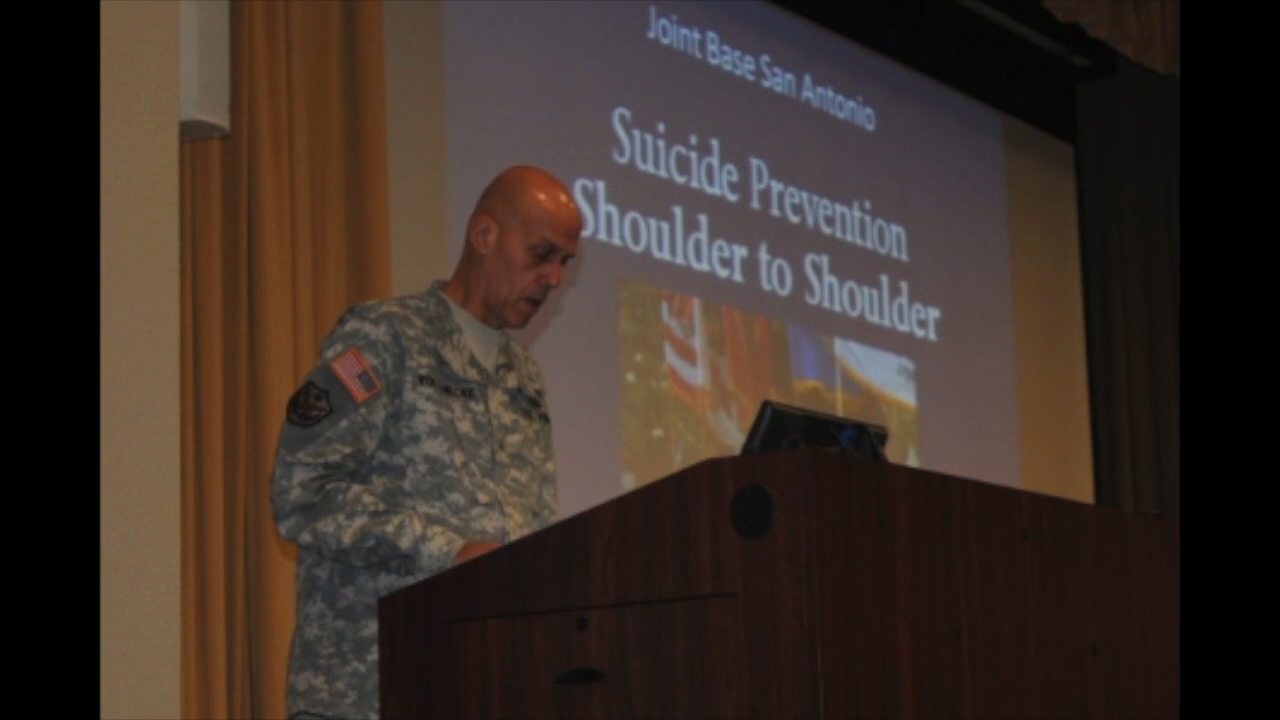 Joint Base San Antonio
Suicide Prevention
Shoulder to Shoulder